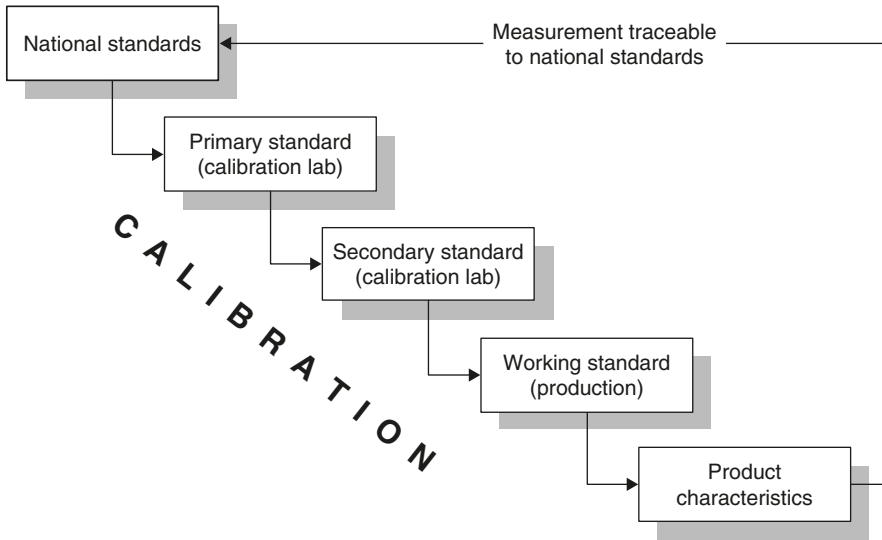 National standards
Measurement traceable
to national standards
Primary standard
(calibration lab)
Secondary standard
(calibration lab)
CALIBRATION
Working standard
(production)
Product
characteristics